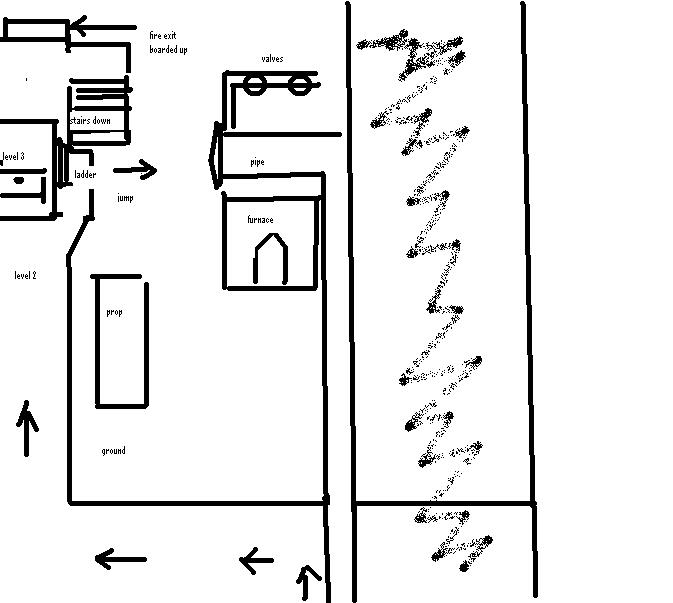 fire exit
boarded up
valves
stairs down
level 3
ladder
pipe
jump
furnace
level 2
prop
ground